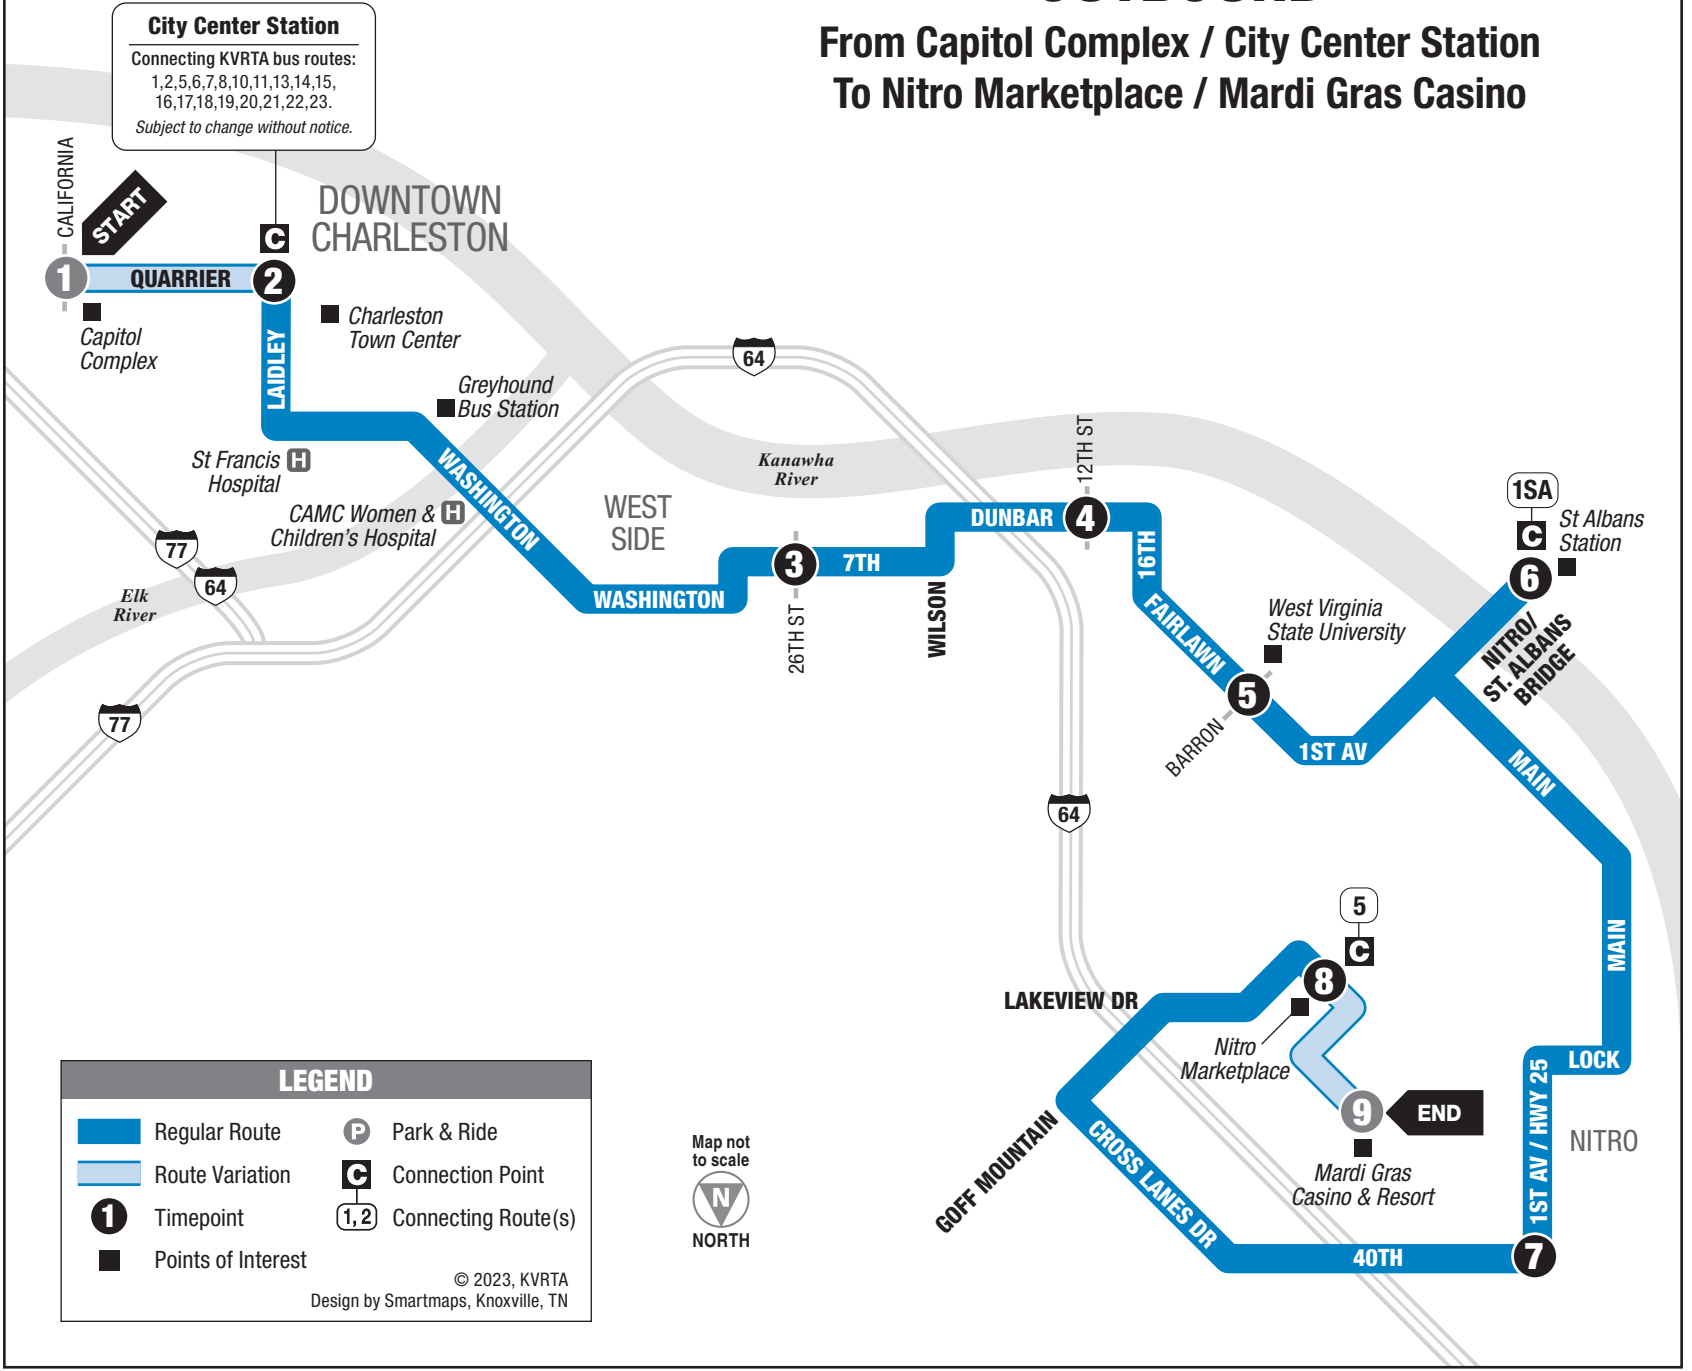 From Capitol Complex / City Center Station
To Nitro Marketplace / Mardi Gras Casino
City Center Station
Connecting KVRTA bus routes:
1,2,5,6,7,8,10,11,13,14,15,
16,17,18,19,20,21,22,23.
Subject to change without notice.
CALIFORNIA
START
C
DOWNTOWN
CHARLESTON
1
QUARRIER
2
Capitol
Complex
LAIDLEY
Charleston
Town Center
Greyhound
Bus Station
64
St Francis
Hospital
H
CAMC Women &
Children's Hospital
H
WASHINGTON
WEST
SIDE
Kanawha
River
12TH ST
77
64
Elk
River
77
WASHINGTON
3
7TH
26TH ST
WILSON
DUNBAR
4
16TH
FAIRLAWN
West Virginia
State University
5
BARRON
1ST AV
1SA
C
St Albans
Station
6
NITRO/
ST. ALBANS
BRIDGE
MAIN
64
MAIN
5
C
8
LAKEVIEW DR
Nitro
Marketplace
9
END
Mardi Gras
Casino & Resort
LOCK
1ST AV / HWY 25
NITRO
GOFF MOUNTAIN
CROSS LANES DR
40TH
7
LEGEND
Regular Route
P
Park & Ride
Route Variation
C
Connection Point
1
Timepoint
1, 2
Connecting Route(s)
Points of Interest
© 2023, KVRTA
Design by Smartmaps, Knoxville, TN
Map not
to scale
N
NORTH